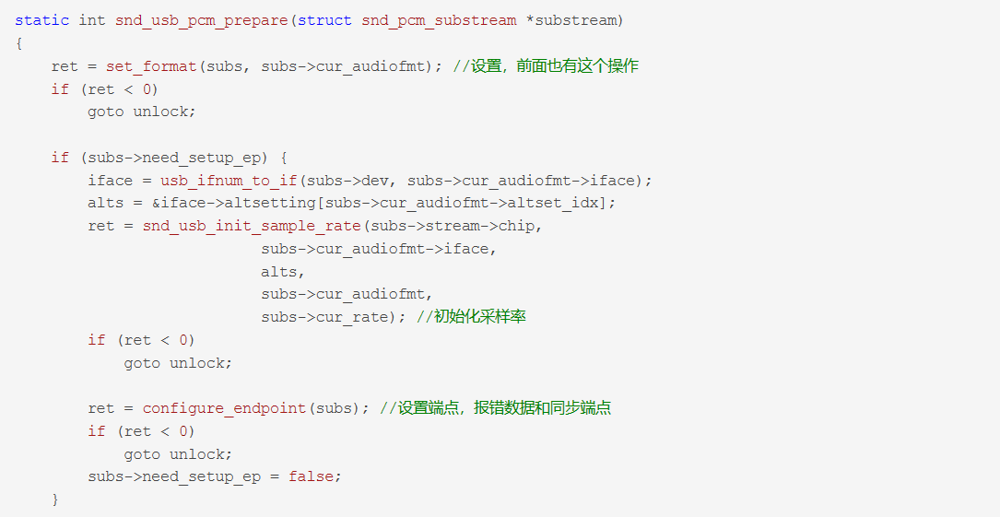 static int snd_usb_pcm_prepare(struct snd_pcm_substream *substream)
{
    ret = set_format(subs, subs->cur_audiofmt); //设置，前面也有这个操作
    if (ret < 0)
        goto unlock;

    if (subs->need_setup_ep) {
        iface = usb_ifnum_to_if(subs->dev, subs->cur_audiofmt->iface);
        alts = &iface->altsetting[subs->cur_audiofmt->altset_idx];
        ret = snd_usb_init_sample_rate(subs->stream->chip,
                           subs->cur_audiofmt->iface,
                           alts,
                           subs->cur_audiofmt,
                           subs->cur_rate); //初始化采样率
        if (ret < 0)
            goto unlock;

        ret = configure_endpoint(subs); //设置端点，报错数据和同步端点
        if (ret < 0)
            goto unlock;
        subs->need_setup_ep = false;
    }